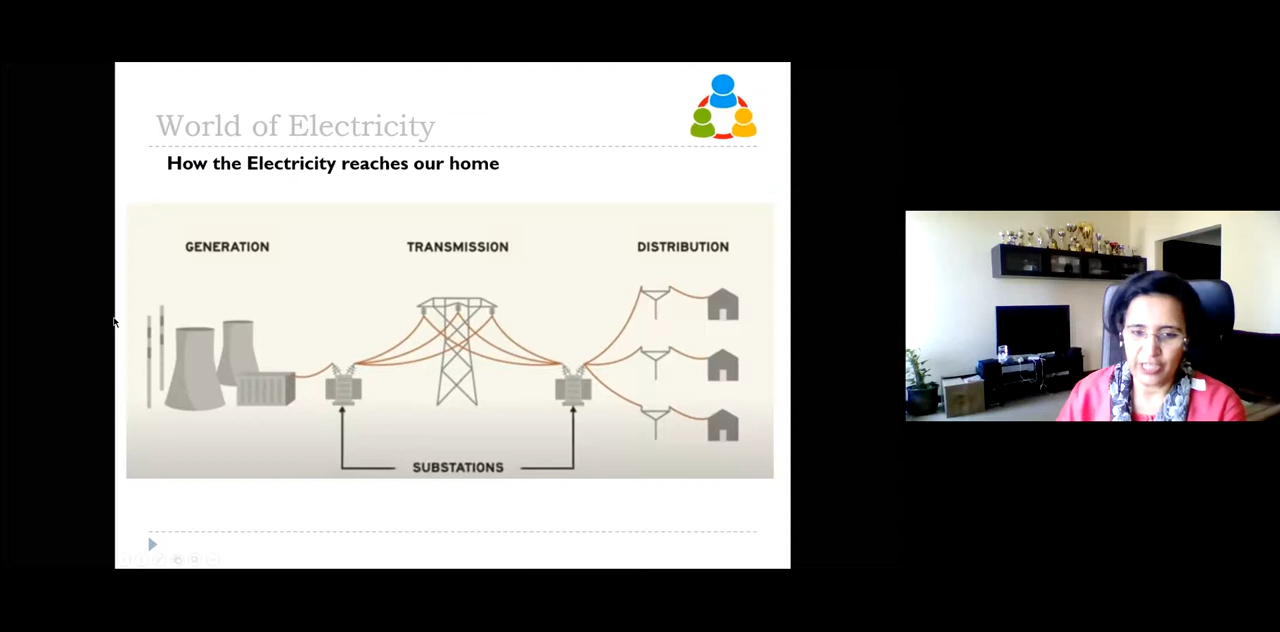 World of Electricity
How the Electricity reaches our home
GENERATION
TRANSMISSION
DISTRIBUTION
SUBSTATIONS